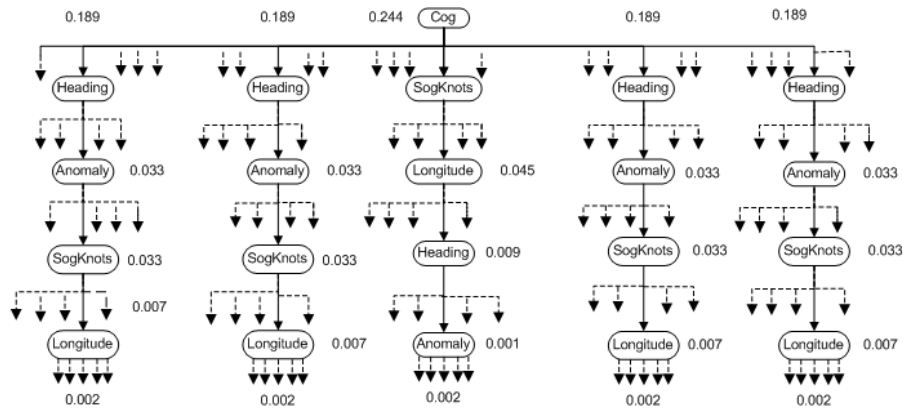 0.189 0.189 0.244 Cog 0.189 0.189
Heading Heading SogKnots Heading Heading
Anomaly 0.033 Anomaly 0.033 Longitude 0.045 Anomaly 0.033 Anomaly 0.033
SogKnots 0.033 SogKnots 0.033 Heading 0.009 SogKnots 0.033 SogKnots 0.033
0.007
Longitude Longitude 0.007 Anomaly 0.001 Longitude 0.007 Longitude 0.007
0.002 0.002 0.002 0.002 0.002